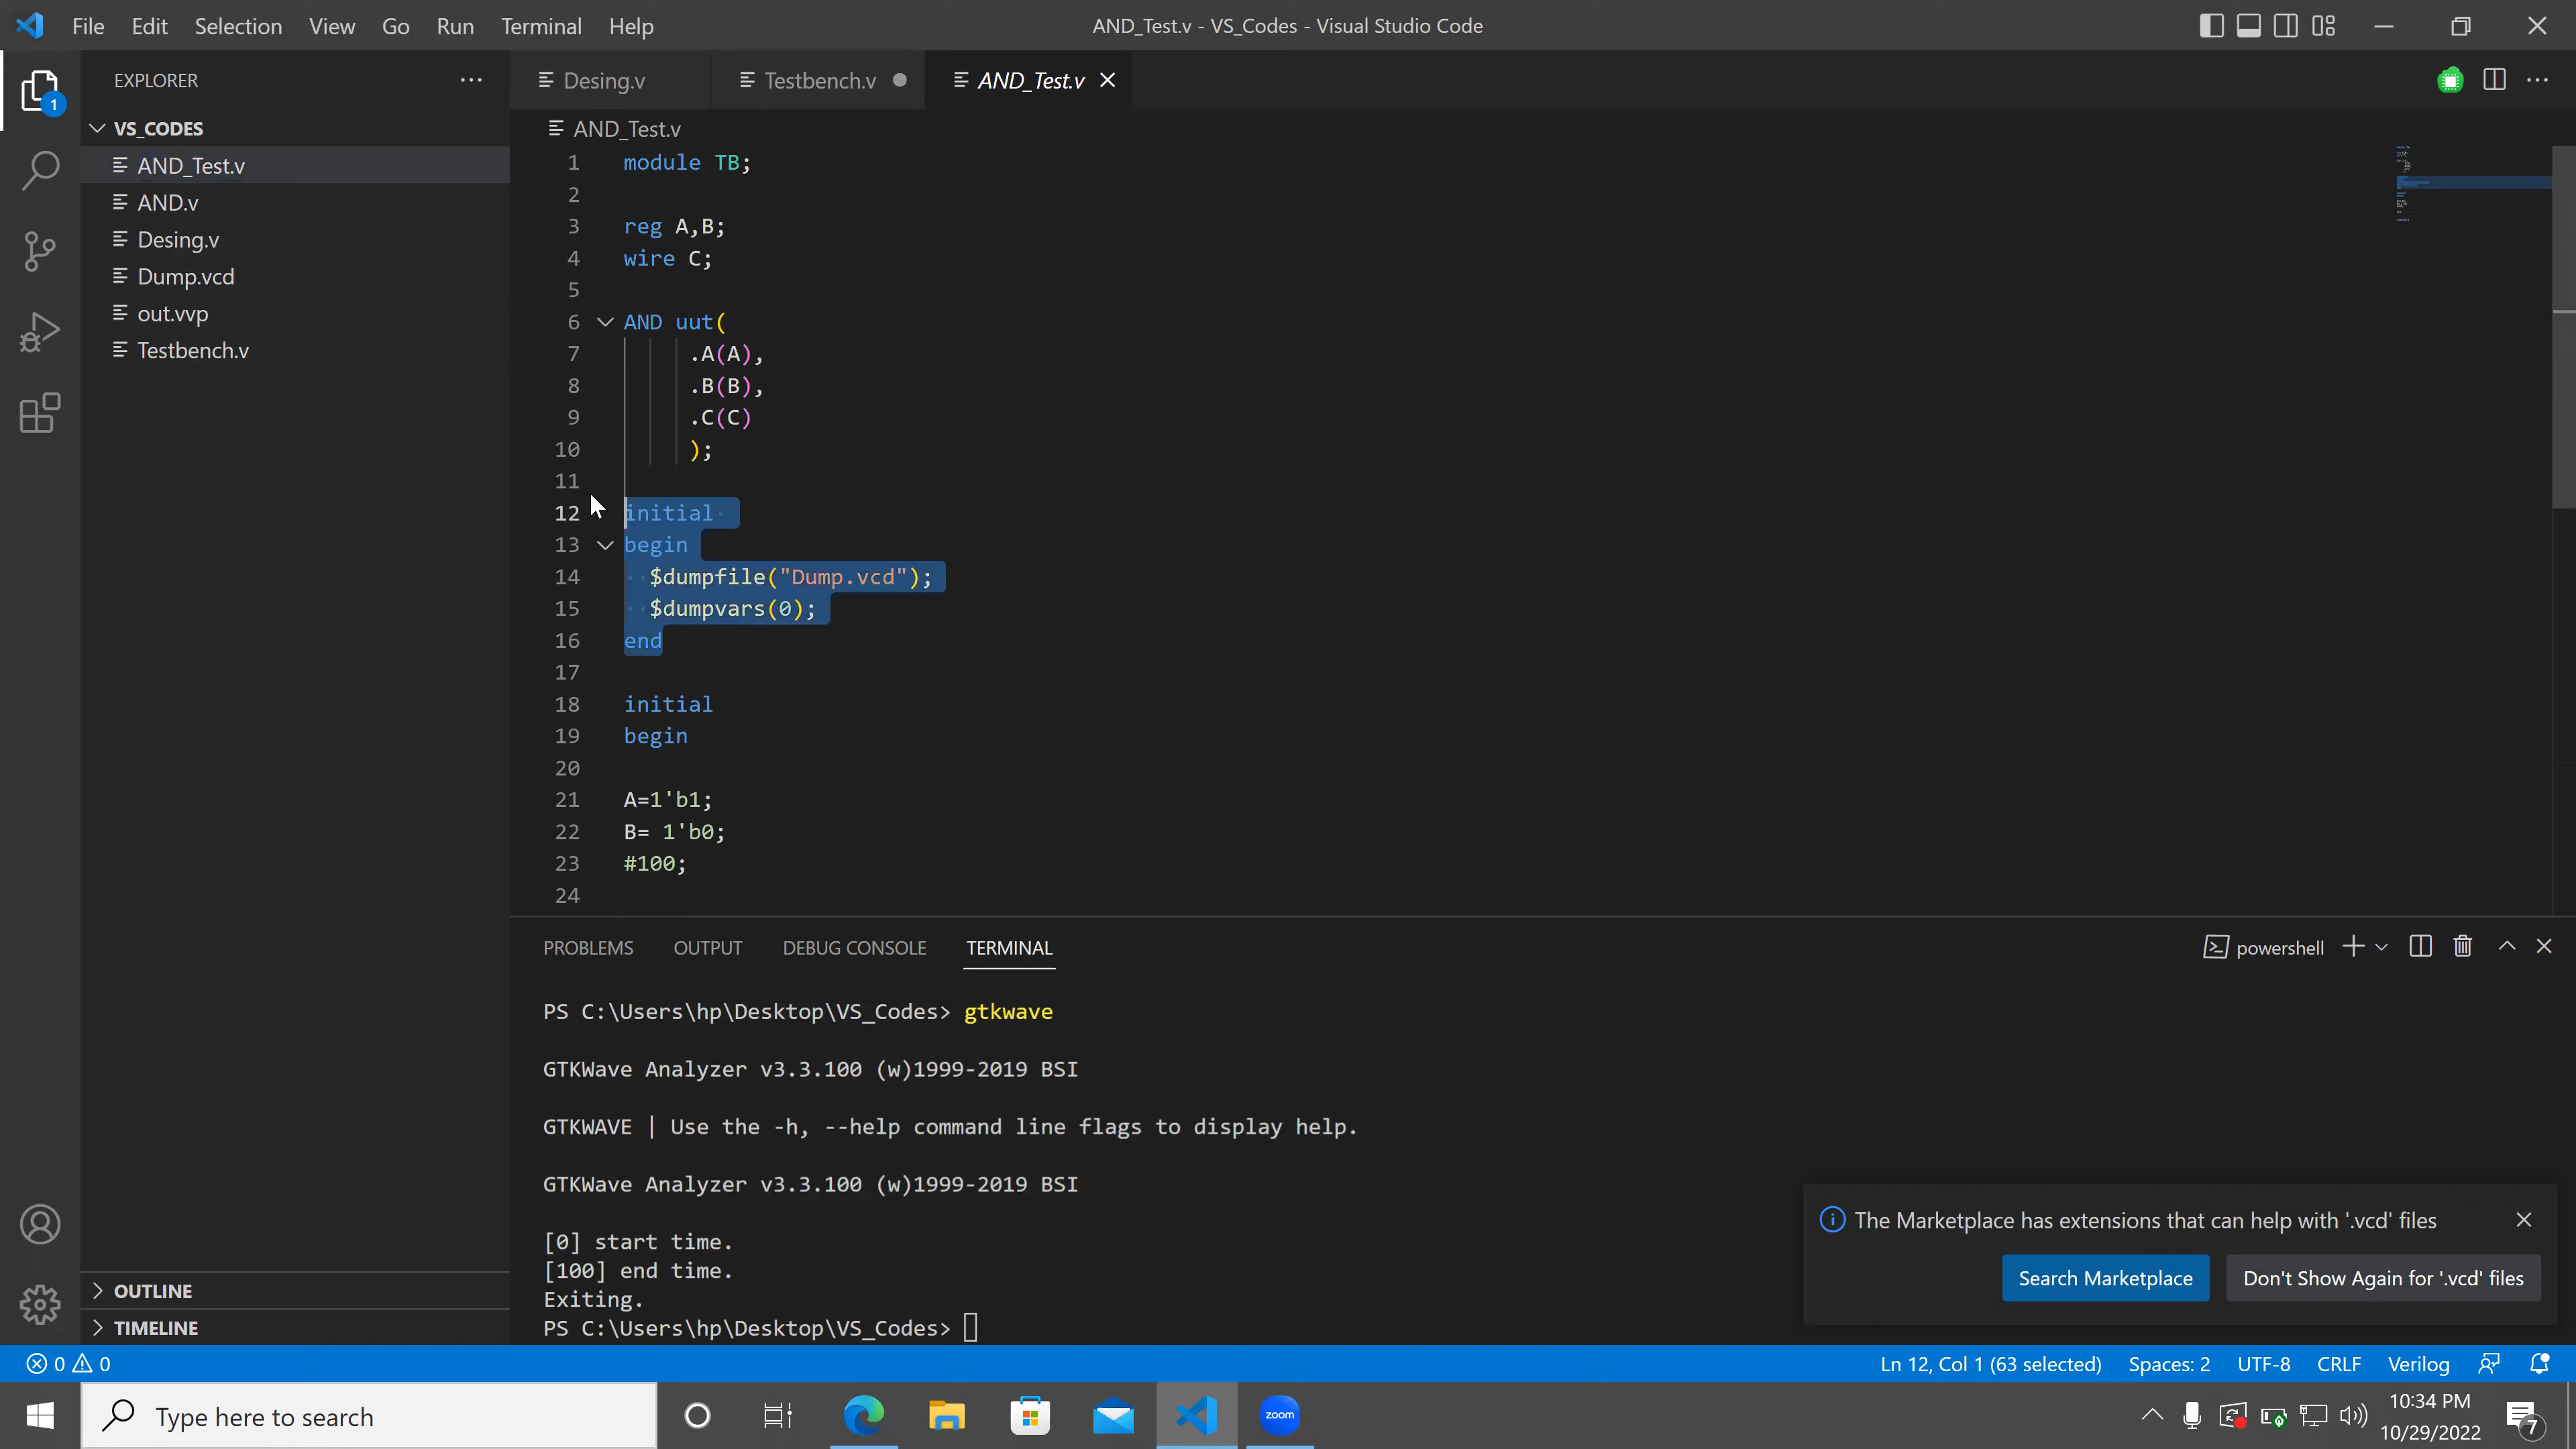 File Edit Selection View Go Run Terminal Help
AND_Test.v - VS_Codes - Visual Studio Code
EXPLORER
1
VS_CODES
AND_Test.v
AND.v
Desing.v
Dump.vcd
out.vvp
Testbench.v
OUTLINE
TIMELINE
Desing.v Testbench.v AND_Test.v
AND_Test.v
1 module TB;
2
3 reg A,B;
4 wire C;
5
6 AND uut(
7 .A(A),
8 .B(B),
9 .C(C)
10 );
11
12 initial
13 begin
14 $dumpfile("Dump.vcd");
15 $dumpvars(0);
16 end
17
18 initial
19 begin
20
21 A=1'b1;
22 B= 1'b0;
23 #100;
24
PROBLEMS OUTPUT DEBUG CONSOLE TERMINAL
powershell
PS C:\Users\hp\Desktop\VS_Codes> gtkwave
GTKWave Analyzer v3.3.100 (w)1999-2019 BSI
GTKWAVE | Use the -h, --help command line flags to display help.
GTKWave Analyzer v3.3.100 (w)1999-2019 BSI
[0] start time.
[100] end time.
Exiting.
PS C:\Users\hp\Desktop\VS_Codes>
The Marketplace has extensions that can help with '.vcd' files
Search Marketplace Don't Show Again for '.vcd' files
0 0
Ln 12, Col 1 (63 selected) Spaces: 2 UTF-8 CRLF Verilog
Type here to search
zoom
10:34 PM
10/29/2022
7